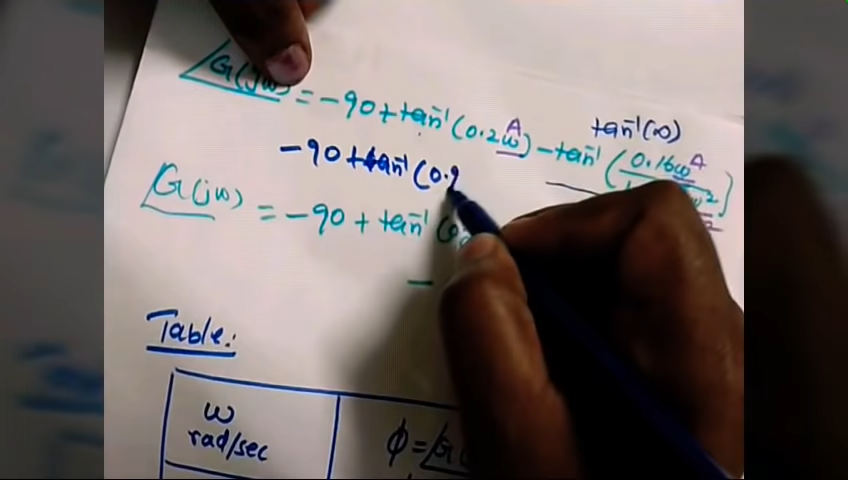 ∠G(jω) = -90 + tan⁻¹(0.2ω) - tan⁻¹(0.16ω
A
A
tan⁻¹(∞)
-90 + tan⁻¹(0.2
∠G(jω) = -90 + tan⁻¹(
-
Table:
ω
rad/sec
φ = ∠G(